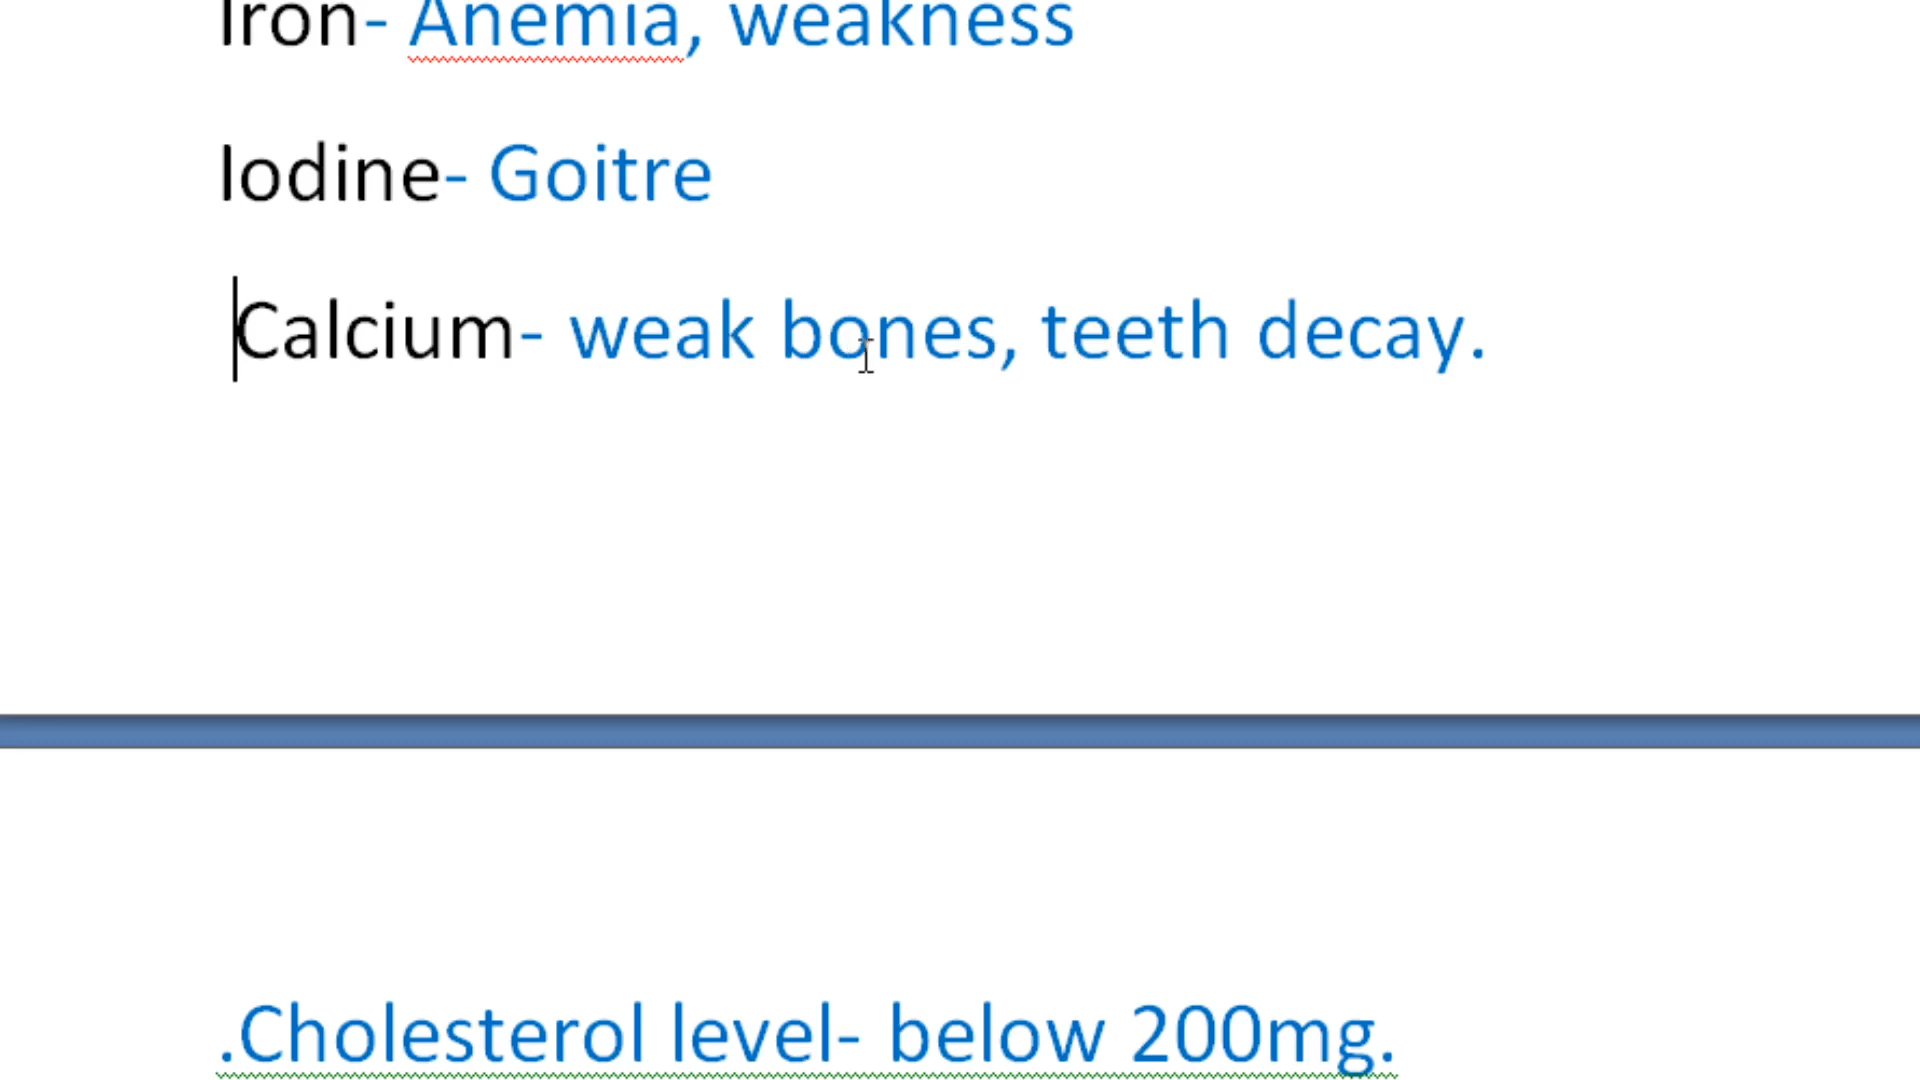 Iron- Anemia, weakness
Iodine- Goitre
Calcium- weak bones, teeth decay.
.Cholesterol level- below 200mg.